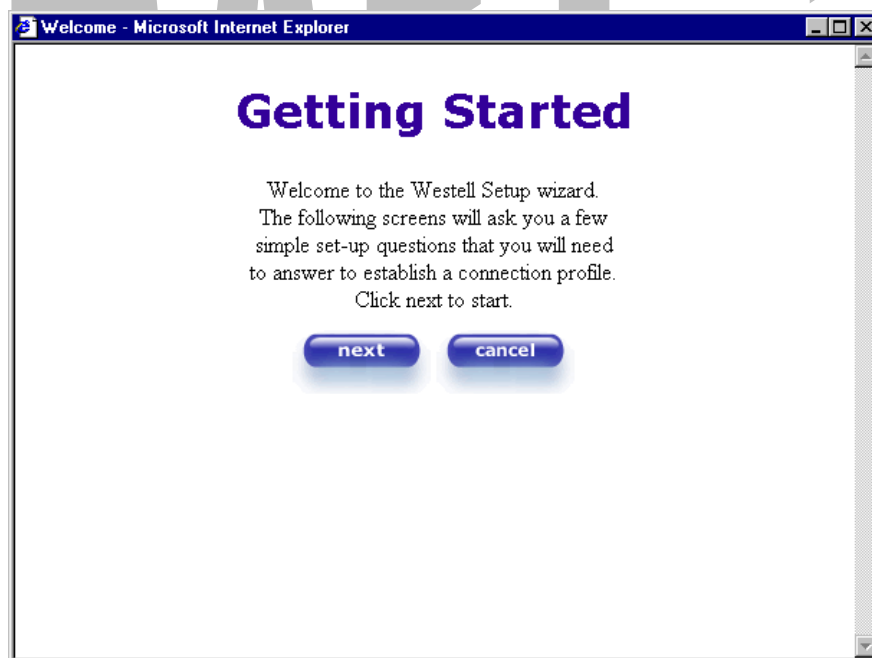 Welcome - Microsoft Internet Explorer
Getting Started
Welcome to the Westell Setup wizard.
The following screens will ask you a few
simple set-up questions that you will need
to answer to establish a connection profile.
Click next to start.
next cancel